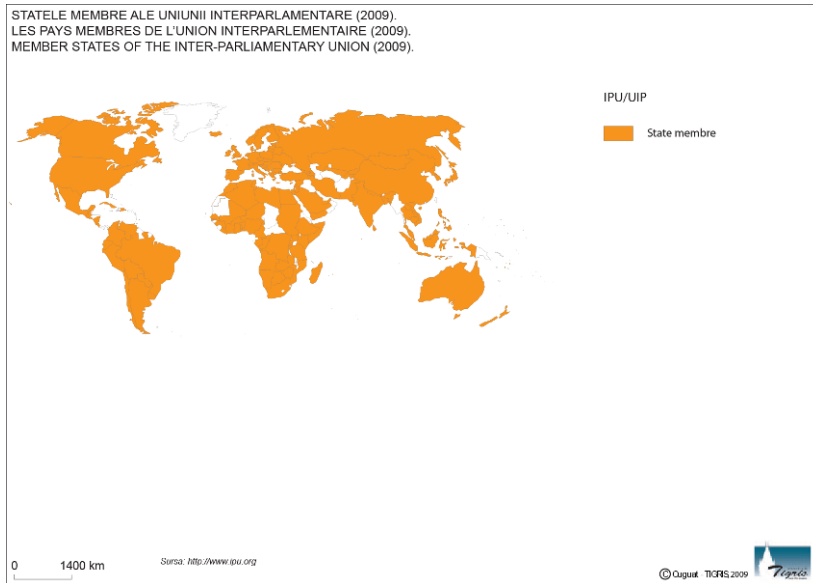 STATELE MEMBRE ALE UNIUNII INTERPARLAMENTARE (2009).
LES PAYS MEMBRES DE L'UNION INTERPARLEMENTAIRE (2009).
MEMBER STATES OF THE INTER-PARLIAMENTARY UNION (2009).
IPU/UIP
State membre
0 1400 km
Sursa: http://www.ipu.org
© Cuguat - TIGRIS, 2009
Tigris